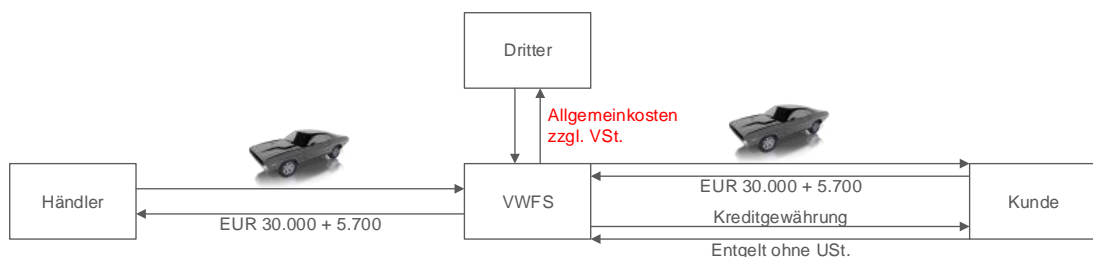 Dritter
Allgemeinkosten
zzgl. VSt.
Händler
EUR 30.000 + 5.700
VWFS
EUR 30.000 + 5.700
Kreditgewährung
Entgelt ohne USt.
Kunde